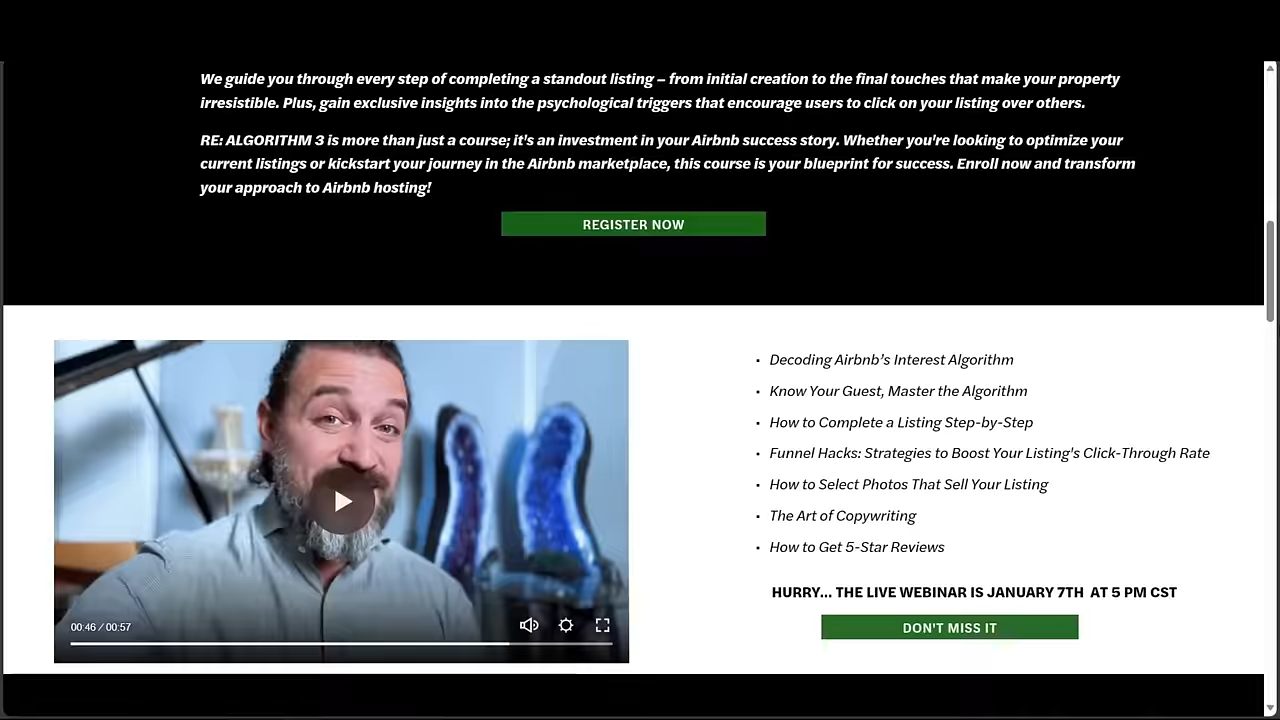 We guide you through every step of completing a standout listing – from initial creation to the final touches that make your property
irresistible. Plus, gain exclusive insights into the psychological triggers that encourage users to click on your listing over others.
RE: ALGORITHM 3 is more than just a course; it's an investment in your Airbnb success story. Whether you're looking to optimize your
current listings or kickstart your journey in the Airbnb marketplace, this course is your blueprint for success. Enroll now and transform
your approach to Airbnb hosting!
REGISTER NOW
00:46 / 00:57
• Decoding Airbnb's Interest Algorithm
• Know Your Guest, Master the Algorithm
• How to Complete a Listing Step-by-Step
• Funnel Hacks: Strategies to Boost Your Listing's Click-Through Rate
• How to Select Photos That Sell Your Listing
• The Art of Copywriting
• How to Get 5-Star Reviews
HURRY... THE LIVE WEBINAR IS JANUARY 7TH AT 5 PM CST
DON'T MISS IT